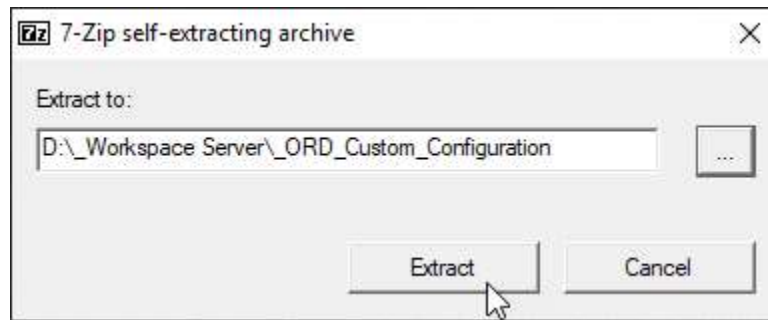 7z 7-Zip self-extracting archive
Extract to:
D:\_Workspace Server\_ORD_Custom_Configuration
...
Extract
Cancel